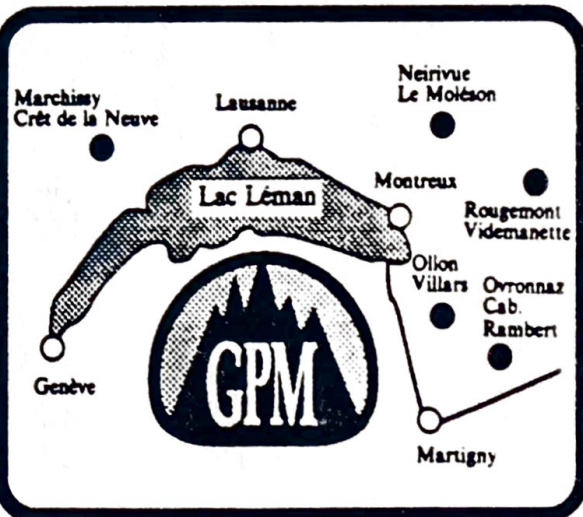 Marchissy
Crêt de la Neuve
Lausanne
Neirivue
Le Moléson
Lac Léman
Montreux
Rougemont
Videmanette
Ollon
Villars
Ovronnaz
Cab.
Rambert
GPM
Genève
Martigny